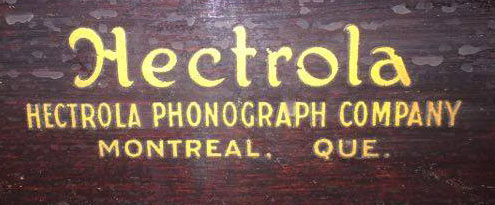 Hectrola
HECTROLA PHONOGRAPH COMPANY
MONTREAL. QUE.